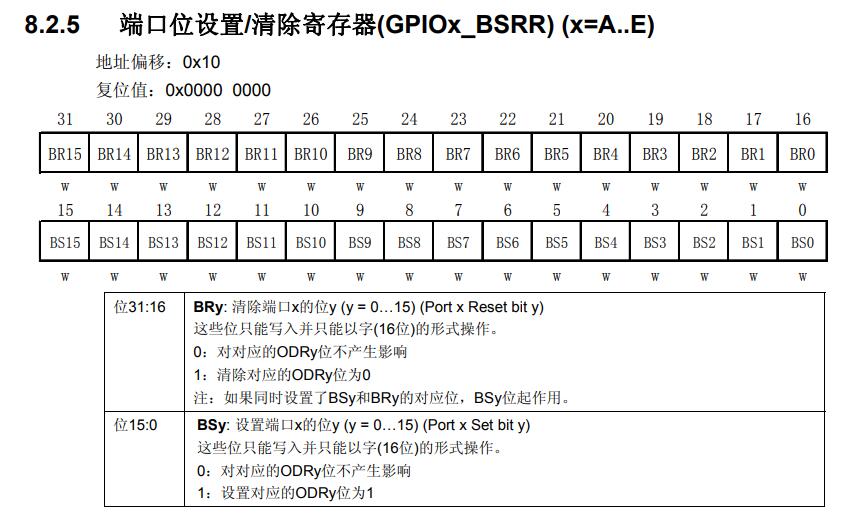 8.2.5 端口位设置/清除寄存器(GPIOx_BSRR) (x=A..E)
地址偏移：0x10
复位值：0x0000 0000
31 30 29 28 27 26 25 24 23 22 21 20 19 18 17 16
BR15 BR14 BR13 BR12 BR11 BR10 BR9 BR8 BR7 BR6 BR5 BR4 BR3 BR2 BR1 BR0
w w w w w w w w w w w w w w w w
15 14 13 12 11 10 9 8 7 6 5 4 3 2 1 0
BS15 BS14 BS13 BS12 BS11 BS10 BS9 BS8 BS7 BS6 BS5 BS4 BS3 BS2 BS1 BS0
w w w w w w w w w w w w w w w w
位31:16 BRy: 清除端口x的位y (y = 0…15) (Port x Reset bit y)
这些位只能写入并只能以字(16位)的形式操作。
0：对对应的ODRy位不产生影响
1：清除对应的ODRy位为0
注：如果同时设置了BSy和BRy的对应位，BSy位起作用。
位15:0 BSy: 设置端口x的位y (y = 0…15) (Port x Set bit y)
这些位只能写入并只能以字(16位)的形式操作。
0：对对应的ODRy位不产生影响
1：设置对应的ODRy位为1